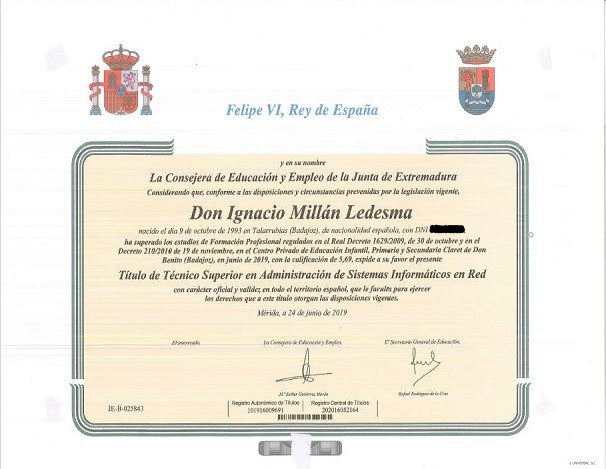 Felipe VI, Rey de España
y en su nombre
La Consejera de Educación y Empleo de la Junta de Extremadura
Considerando que, conforme a las disposiciones y circunstancias prevenidas por la legislación vigente,
Don Ignacio Millán Ledesma
nacido el día 9 de octubre de 1993 en Talarrubias (Badajoz), de nacionalidad española, con DNI
ha superado los estudios de Formación Profesional regulados en el Real Decreto 1629/2009, de 30 de octubre y en el
Decreto 210/2010 de 19 de noviembre, en el Centro Privado de Educación Infantil, Primaria y Secundaria Claret de Don
Benito (Badajoz), en junio de 2019, con la calificación de 5,69, expide a su favor el presente
Título de Técnico Superior en Administración de Sistemas Informáticos en Red
con carácter oficial y validez en todo el territorio español, que le faculta para ejercer
los derechos que a este título otorgan las disposiciones vigentes.
Mérida, a 24 de junio de 2019
El interesado, La Consejera de Educación y Empleo, El Secretario General de Educación,
Mª Esther Gutiérrez Morán Rafael Rodríguez de la Cruz
JE-B-025843
Registro Autonómico de Títulos Registro Central de Títulos
101916009691 202016052164